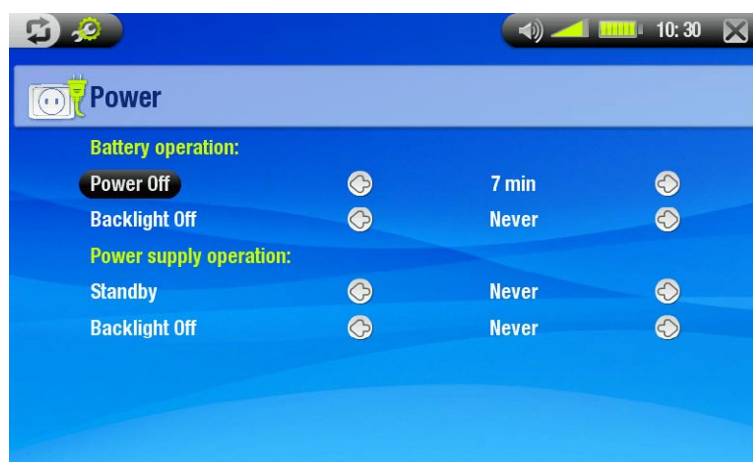 10:30
Power
Battery operation:
Power Off 7 min
Backlight Off Never
Power supply operation:
Standby Never
Backlight Off Never